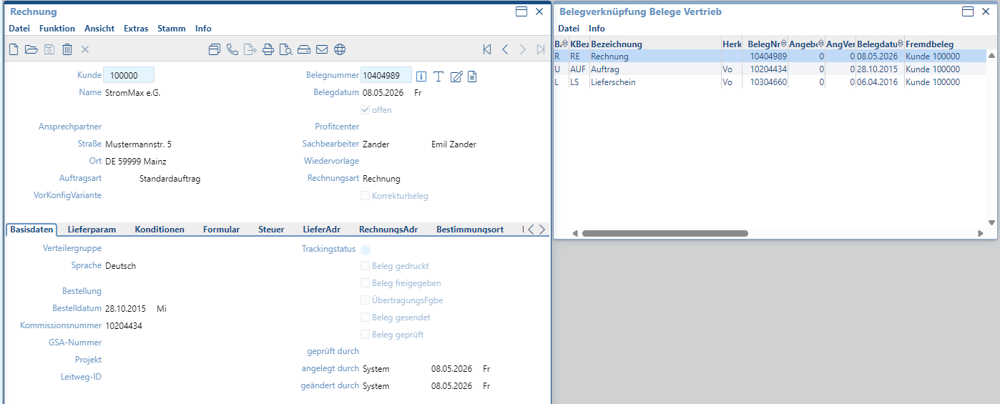 Rechnung
Datei Funktion Ansicht Extras Stamm Info
Kunde 100000 Belegnummer 10404989
Name StromMax e.G. Belegdatum 08.05.2026 Fr
offen
Ansprechpartner Profitcenter
Straße Mustermannstr. 5 Sachbearbeiter Zander Emil Zander
Ort DE 59999 Mainz Wiedervorlage
Auftragsart Standardauftrag Rechnungsart Rechnung
VorKonfigVariante Korrekturbeleg
Basisdaten Lieferparam Konditionen Formular Steuer LieferAdr RechnungsAdr Bestimmungsort
Verteilergruppe Trackingstatus
Sprache Deutsch Beleg gedruckt
Beleg freigegeben
Bestellung ÜbertragungsFgbe
Bestelldatum 28.10.2015 Mi Beleg gesendet
Kommissionsnummer 10204434 Beleg geprüft
GSA-Nummer geprüft durch
Projekt angelegt durch System 08.05.2026 Fr
Leitweg-ID geändert durch System 08.05.2026 Fr
Belegverknüpfung Belege Vertrieb
Datei Info
KBez Bezeichnung Herk BelegNr Angeb AngVer Belegdatu Fremdbeleg
R RE Rechnung 10404989 0 0 08.05.2026 Kunde 100000
U AUF Auftrag Vo 10204434 0 0 28.10.2015 Kunde 100000
L LS Lieferschein Vo 10304660 0 0 06.04.2016 Kunde 100000